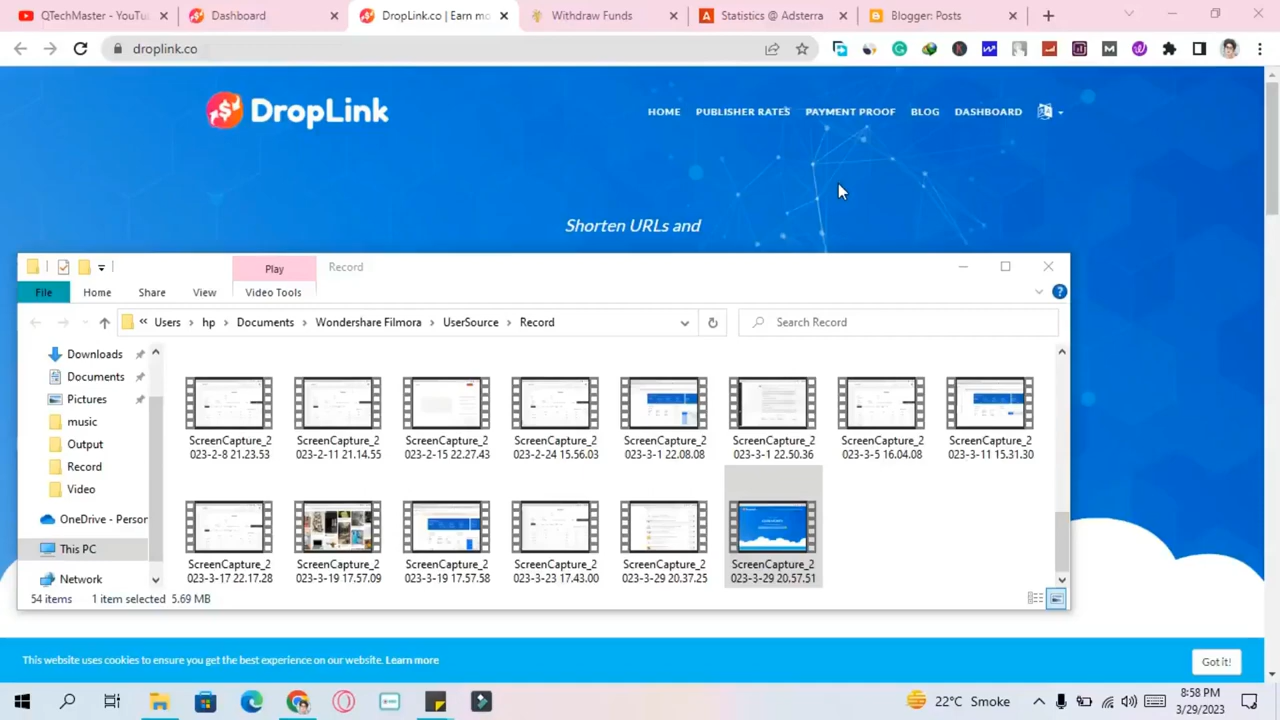 QTechMaster - YouTu
Dashboard
DropLink.co | Earn mo
Withdraw Funds
Statistics @ Adsterra
Blogger: Posts
droplink.co
DropLink
HOME
PUBLISHER RATES
PAYMENT PROOF
BLOG
DASHBOARD
Shorten URLs and
Play
Record
File
Home
Share
View
Video Tools
Users
hp
Documents
Wondershare Filmora
UserSource
Record
Search Record
Downloads
Documents
Pictures
music
Output
Record
Video
OneDrive - Person
This PC
Network
ScreenCapture_2
023-2-8 21.23.53
ScreenCapture_2
023-2-11 21.14.55
ScreenCapture_2
023-2-15 22.27.43
ScreenCapture_2
023-2-24 15.56.03
ScreenCapture_2
023-3-1 22.08.08
ScreenCapture_2
023-3-1 22.50.36
ScreenCapture_2
023-3-5 16.04.08
ScreenCapture_2
023-3-11 15.31.30
ScreenCapture_2
023-3-17 22.17.28
ScreenCapture_2
023-3-19 17.57.09
ScreenCapture_2
023-3-19 17.57.58
ScreenCapture_2
023-3-23 17.43.00
ScreenCapture_2
023-3-29 20.37.25
ScreenCapture_2
023-3-29 20.57.51
54 items
1 item selected 5.69 MB
This website uses cookies to ensure you get the best experience on our website. Learn more
Got it!
22°C Smoke
8:58 PM
3/29/2023